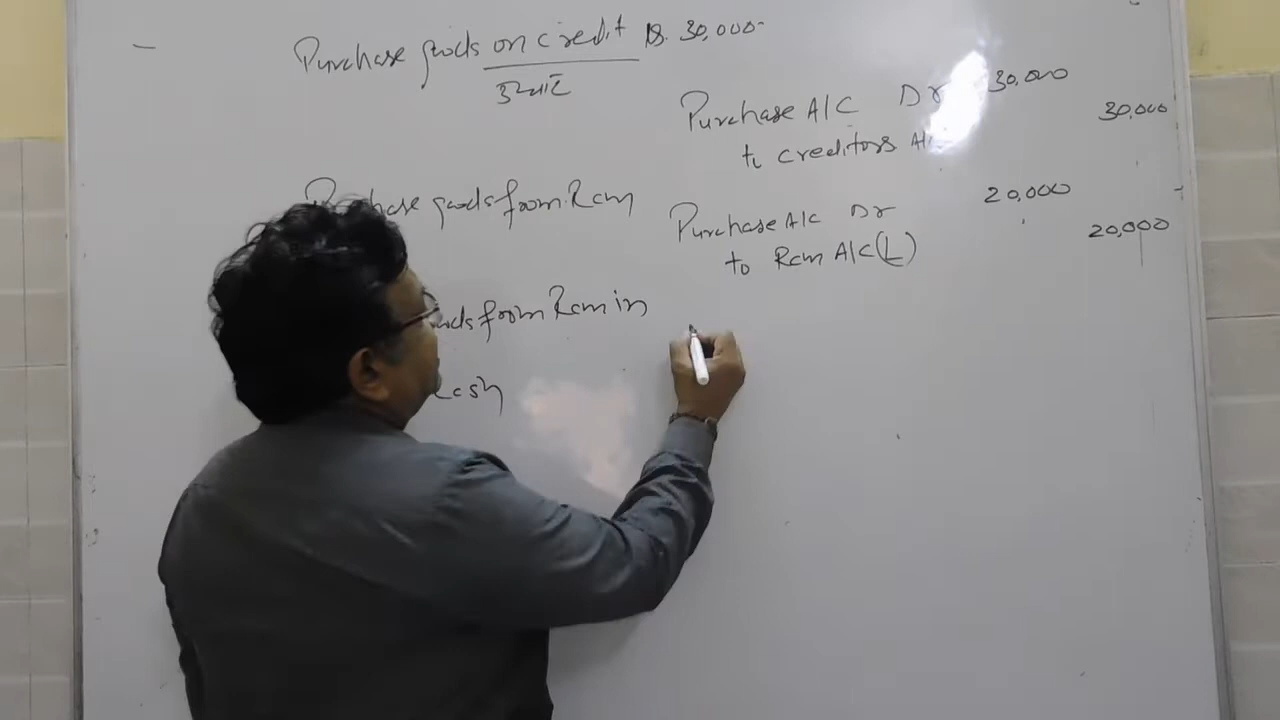 Purchase goods on credit Rs. 30,000-
उधार
Purchase A/C Dr 30,000
to creditors A/c 30,000
Purchase goods from Ram
Purchase A/c Dr 20,000
to Ram A/C (L) 20,000
goods from Ram in
cash